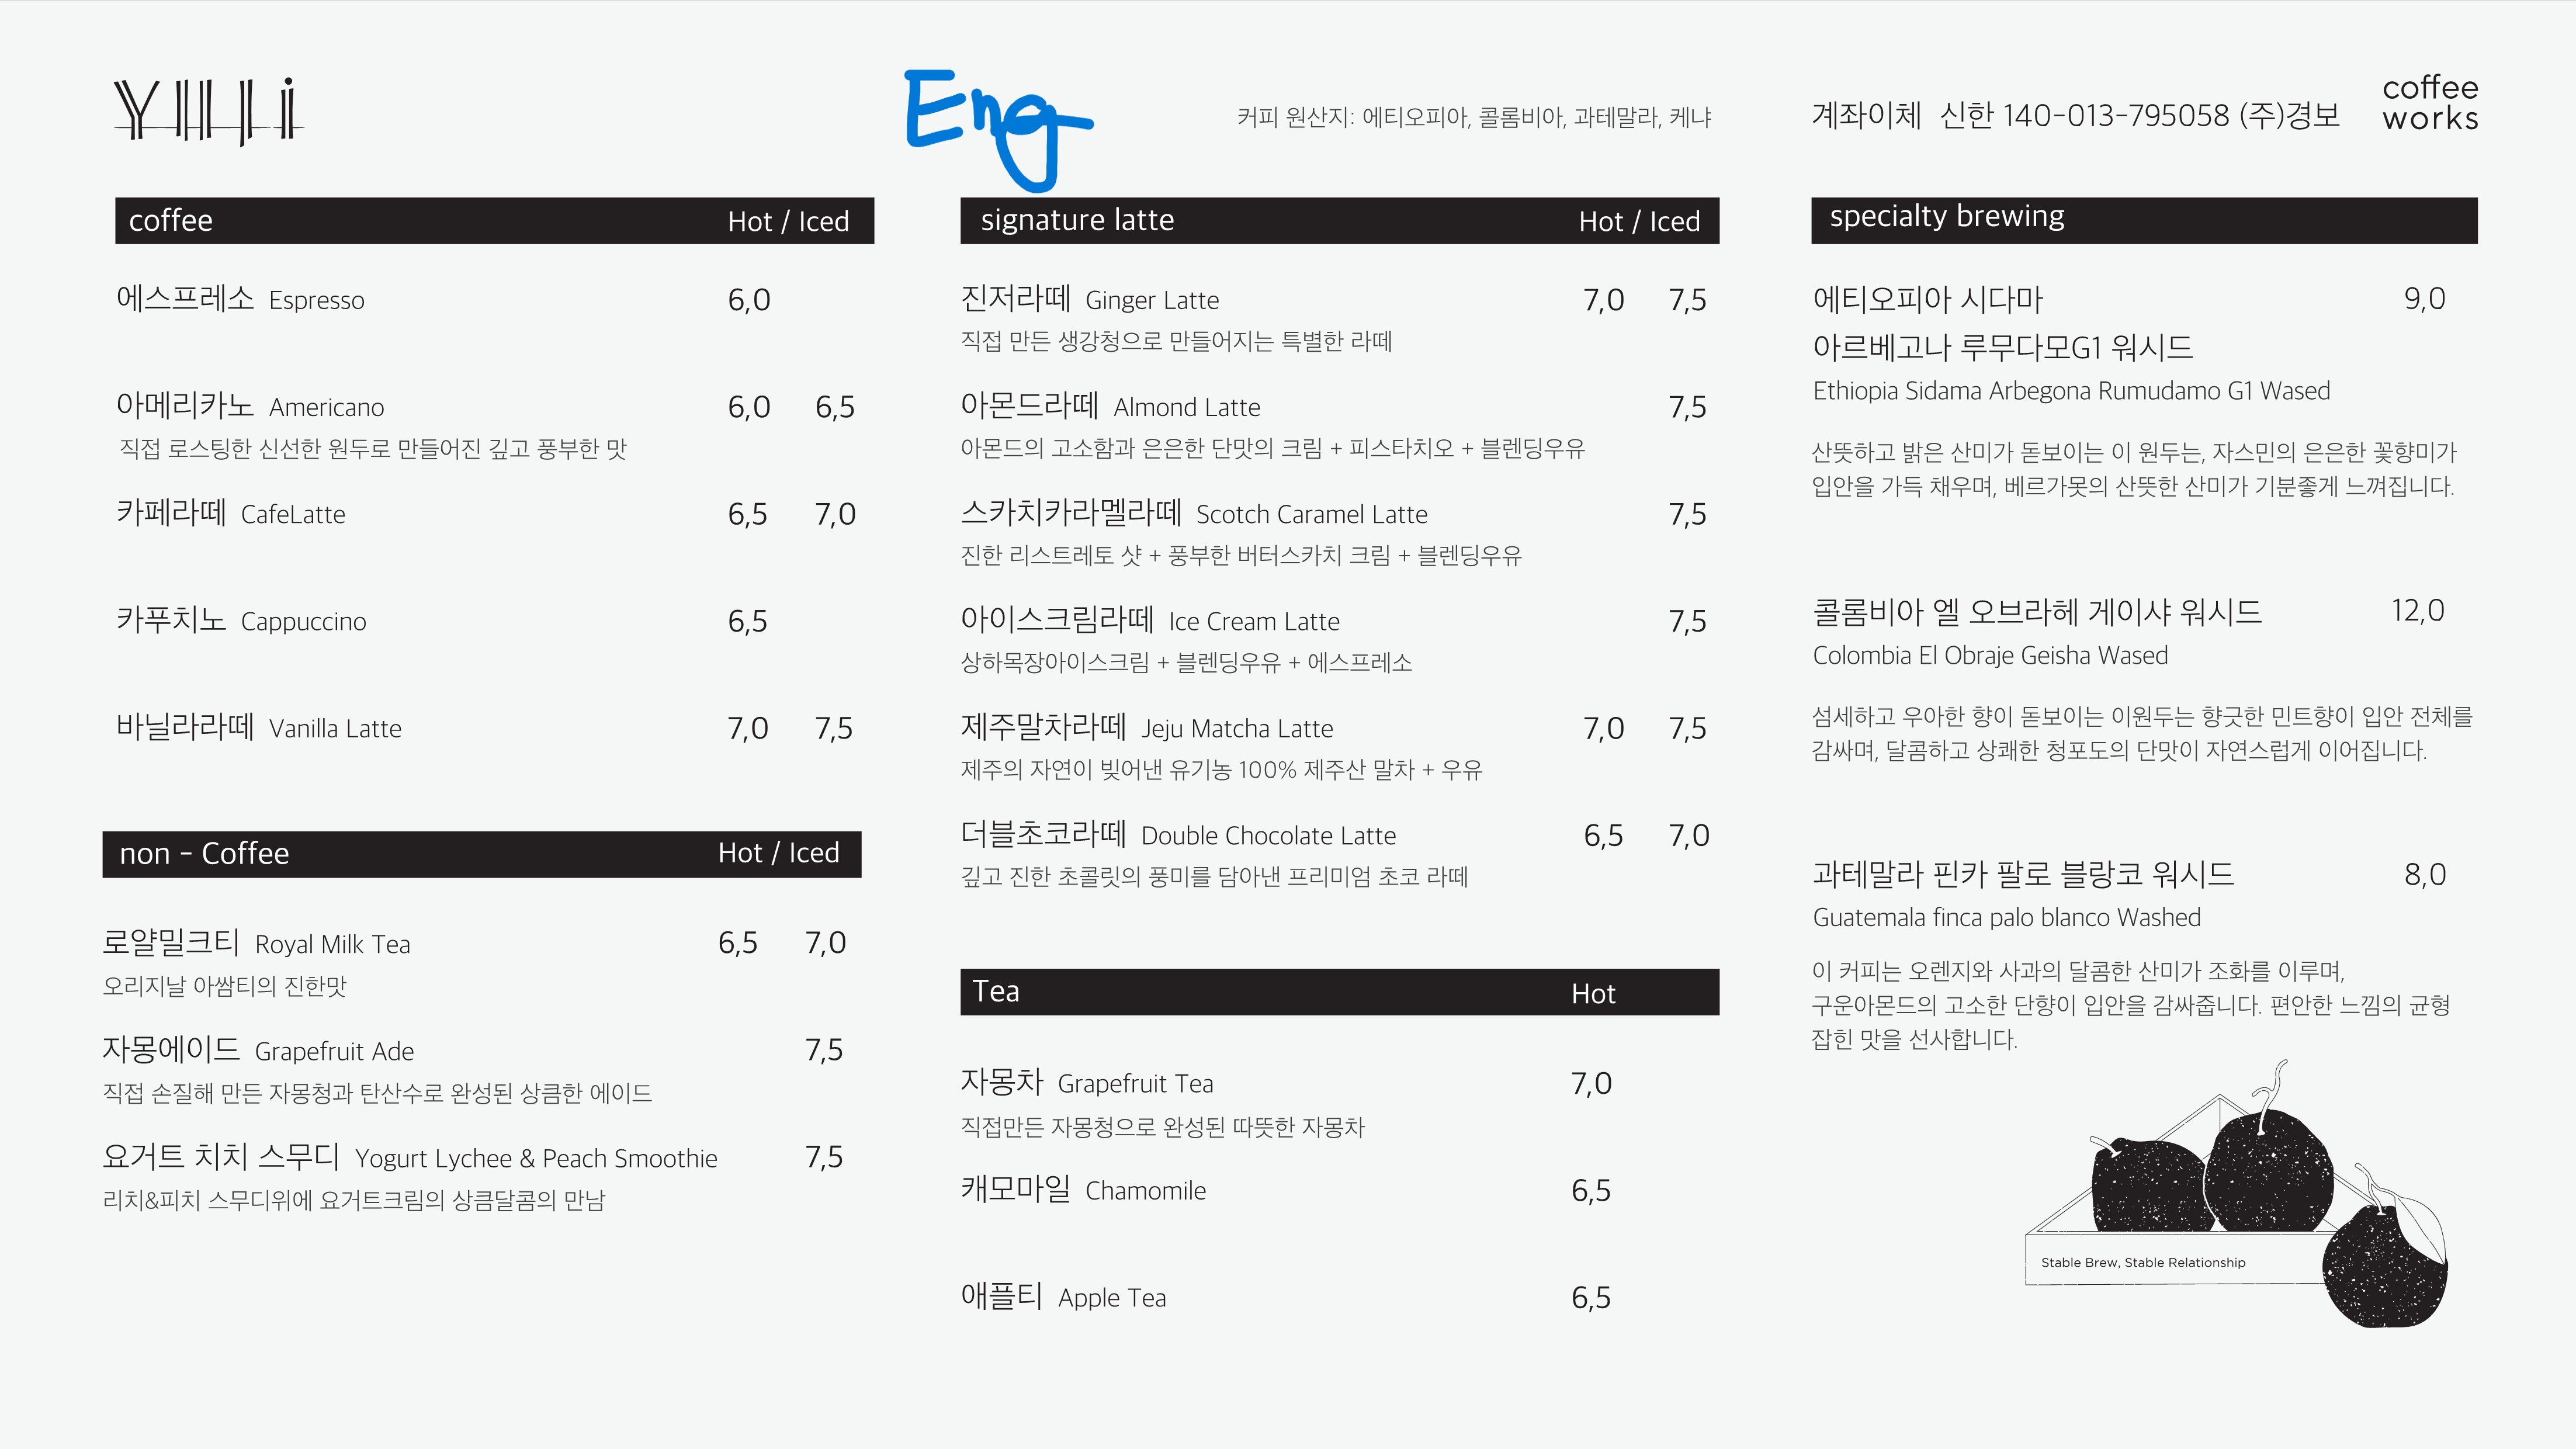 Yllli
Eng
커피 원산지: 에티오피아, 콜롬비아, 과테말라, 케냐
계좌이체 신한 140-013-795058 (주)경보
coffee
works
coffee Hot / Iced
에스프레소 Espresso 6,0
아메리카노 Americano 6,0 6,5
직접 로스팅한 신선한 원두로 만들어진 깊고 풍부한 맛
카페라떼 CafeLatte 6,5 7,0
카푸치노 Cappuccino 6,5
바닐라라떼 Vanilla Latte 7,0 7,5
non - Coffee Hot / Iced
로얄밀크티 Royal Milk Tea 6,5 7,0
오리지날 아쌈티의 진한맛
자몽에이드 Grapefruit Ade 7,5
직접 손질해 만든 자몽청과 탄산수로 완성된 상큼한 에이드
요거트 치치 스무디 Yogurt Lychee & Peach Smoothie 7,5
리치&피치 스무디위에 요거트크림의 상큼달콤의 만남
signature latte Hot / Iced
진저라떼 Ginger Latte 7,0 7,5
직접 만든 생강청으로 만들어지는 특별한 라떼
아몬드라떼 Almond Latte 7,5
아몬드의 고소함과 은은한 단맛의 크림 + 피스타치오 + 블렌딩우유
스카치카라멜라떼 Scotch Caramel Latte 7,5
진한 리스트레토 샷 + 풍부한 버터스카치 크림 + 블렌딩우유
아이스크림라떼 Ice Cream Latte 7,5
상하목장아이스크림 + 블렌딩우유 + 에스프레소
제주말차라떼 Jeju Matcha Latte 7,0 7,5
제주의 자연이 빚어낸 유기농 100% 제주산 말차 + 우유
더블초코라떼 Double Chocolate Latte 6,5 7,0
깊고 진한 초콜릿의 풍미를 담아낸 프리미엄 초코 라떼
Tea Hot
자몽차 Grapefruit Tea 7,0
직접만든 자몽청으로 완성된 따뜻한 자몽차
캐모마일 Chamomile 6,5
애플티 Apple Tea 6,5
specialty brewing
에티오피아 시다마 9,0
아르베고나 루무다모G1 워시드
Ethiopia Sidama Arbegona Rumudamo G1 Wased
산뜻하고 밝은 산미가 돋보이는 이 원두는, 자스민의 은은한 꽃향미가
입안을 가득 채우며, 베르가못의 산뜻한 산미가 기분좋게 느껴집니다.
콜롬비아 엘 오브라헤 게이샤 워시드 12,0
Colombia El Obraje Geisha Wased
섬세하고 우아한 향이 돋보이는 이원두는 향긋한 민트향이 입안 전체를
감싸며, 달콤하고 상쾌한 청포도의 단맛이 자연스럽게 이어집니다.
과테말라 핀카 팔로 블랑코 워시드 8,0
Guatemala finca palo blanco Washed
이 커피는 오렌지와 사과의 달콤한 산미가 조화를 이루며,
구운아몬드의 고소한 단향이 입안을 감싸줍니다. 편안한 느낌의 균형
잡힌 맛을 선사합니다.
Stable Brew, Stable Relationship